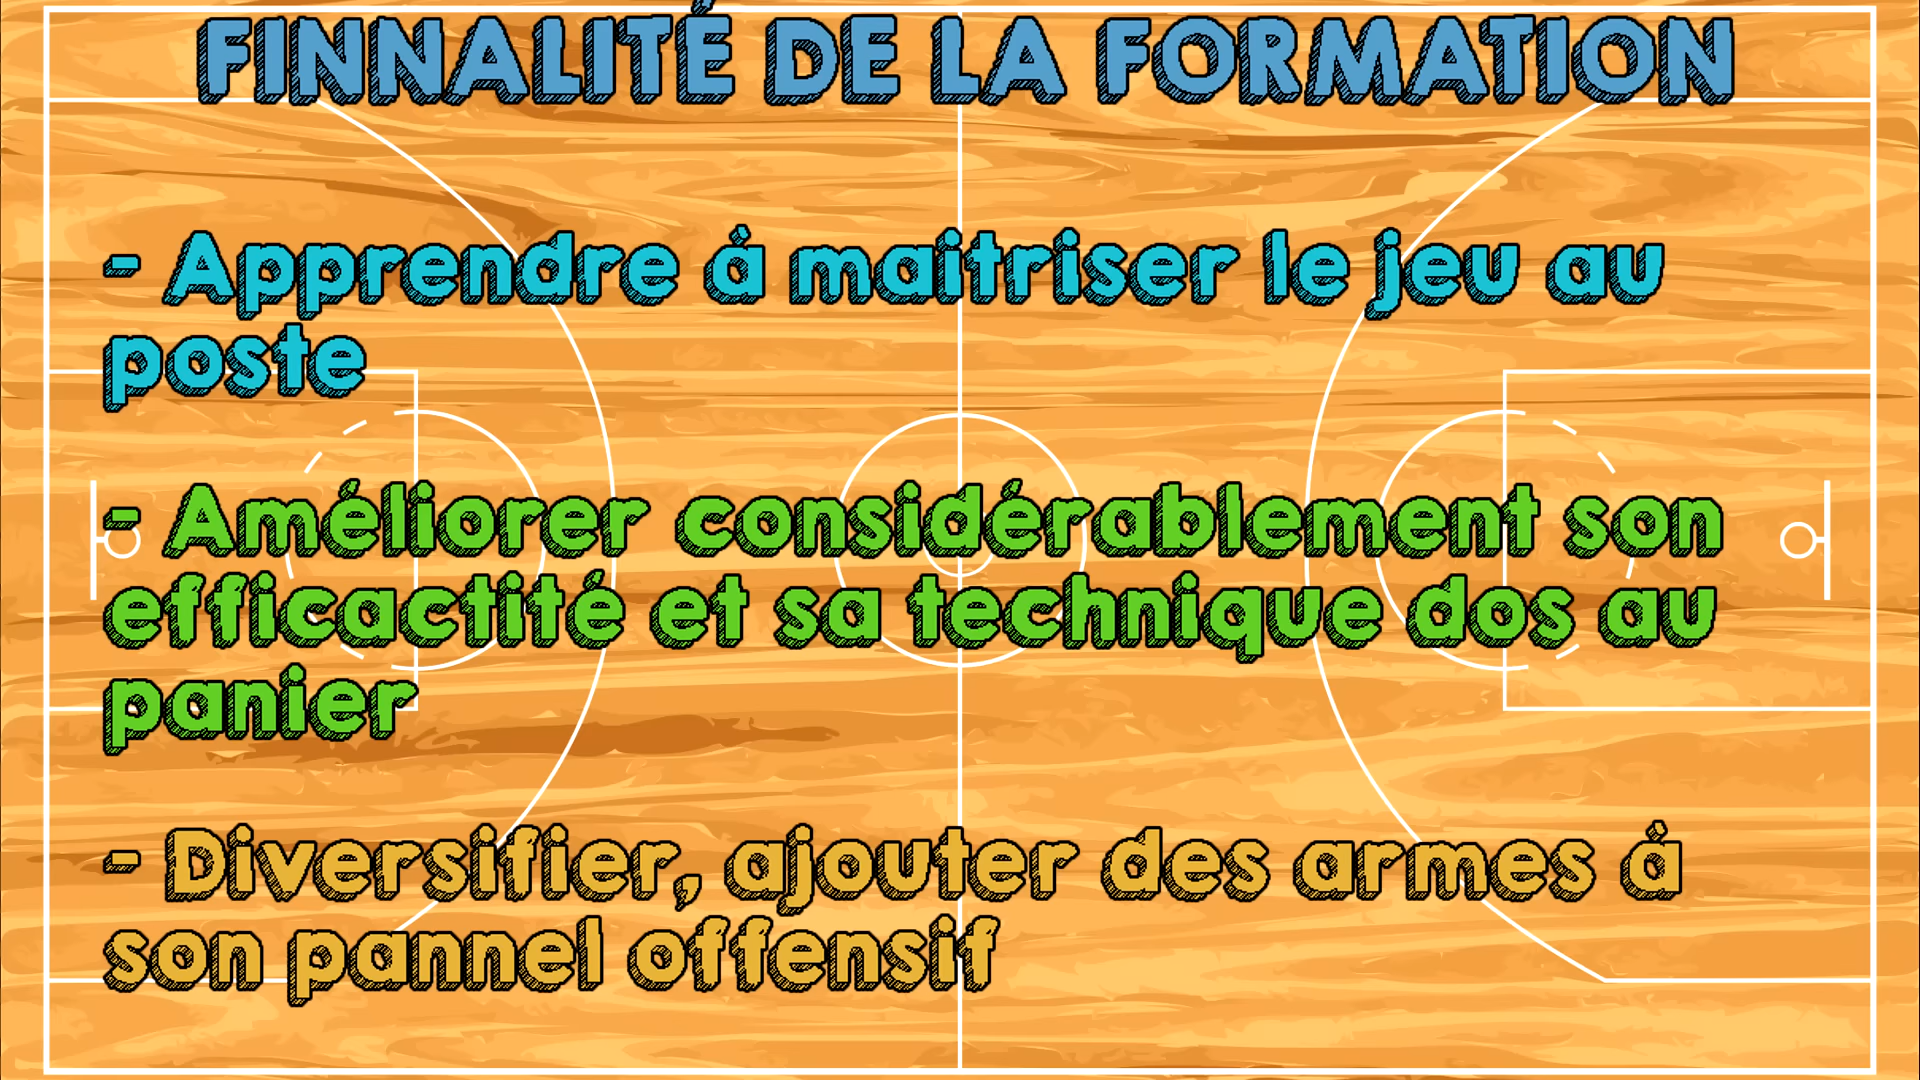 FINNALITÉ DE LA FORMATION
- Apprendre à maitriser le jeu au
poste
- Améliorer considérablement son
efficactité et sa technique dos au
panier
- Diversifier, ajouter des armes à
son pannel offensif